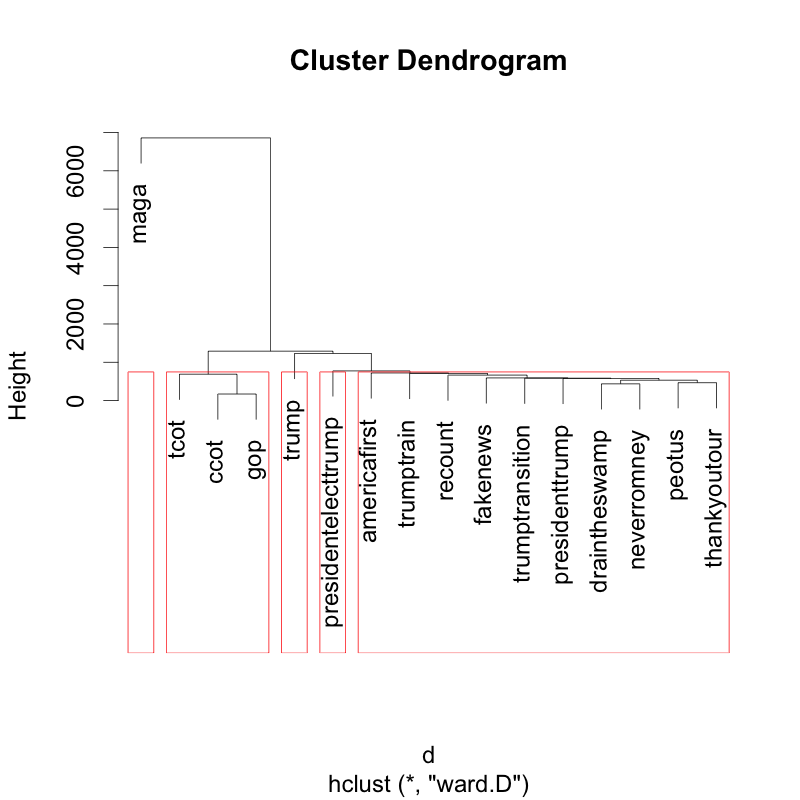 Cluster Dendrogram
Height
0
2000
4000
6000
maga
tcot
ccot
gop
trump
presidentelecttrump
americafirst
trumptrain
recount
fakenews
trumptransition
presidenttrump
draintheswamp
neverromney
peotus
thankyoutour
d
hclust (*, "ward.D")